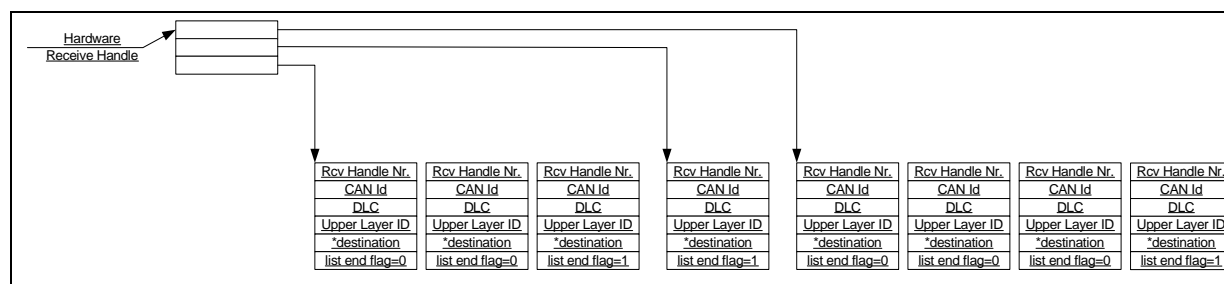 Hardware
Receive Handle
Rcv Handle Nr.
CAN Id
DLC
Upper Layer ID
*destination
list end flag=0
Rcv Handle Nr.
CAN Id
DLC
Upper Layer ID
*destination
list end flag=0
Rcv Handle Nr.
CAN Id
DLC
Upper Layer ID
*destination
list end flag=1
Rcv Handle Nr.
CAN Id
DLC
Upper Layer ID
*destination
list end flag=1
Rcv Handle Nr.
CAN Id
DLC
Upper Layer ID
*destination
list end flag=0
Rcv Handle Nr.
CAN Id
DLC
Upper Layer ID
*destination
list end flag=0
Rcv Handle Nr.
CAN Id
DLC
Upper Layer ID
*destination
list end flag=0
Rcv Handle Nr.
CAN Id
DLC
Upper Layer ID
*destination
list end flag=1